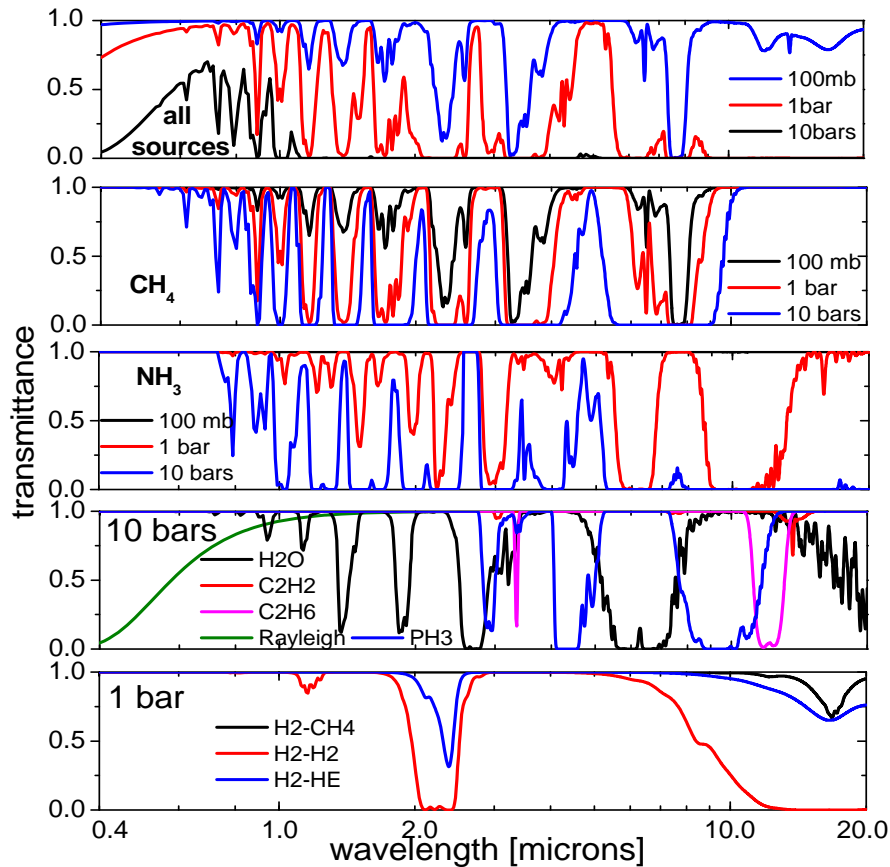 1.0
0.5
0.0
all
sources
100mb
1bar
10bars
1.0
0.5
0.0
CH4
100 mb
1 bar
10 bars
1.0
0.5
0.0
NH3
100 mb
1 bar
10 bars
transmittance
1.0
0.5
0.0
10 bars
H2O
C2H2
C2H6
Rayleigh
PH3
1.0
0.5
0.0
1 bar
H2-CH4
H2-H2
H2-HE
0.4
1.0
2.0
10.0
20.0
wavelength [microns]